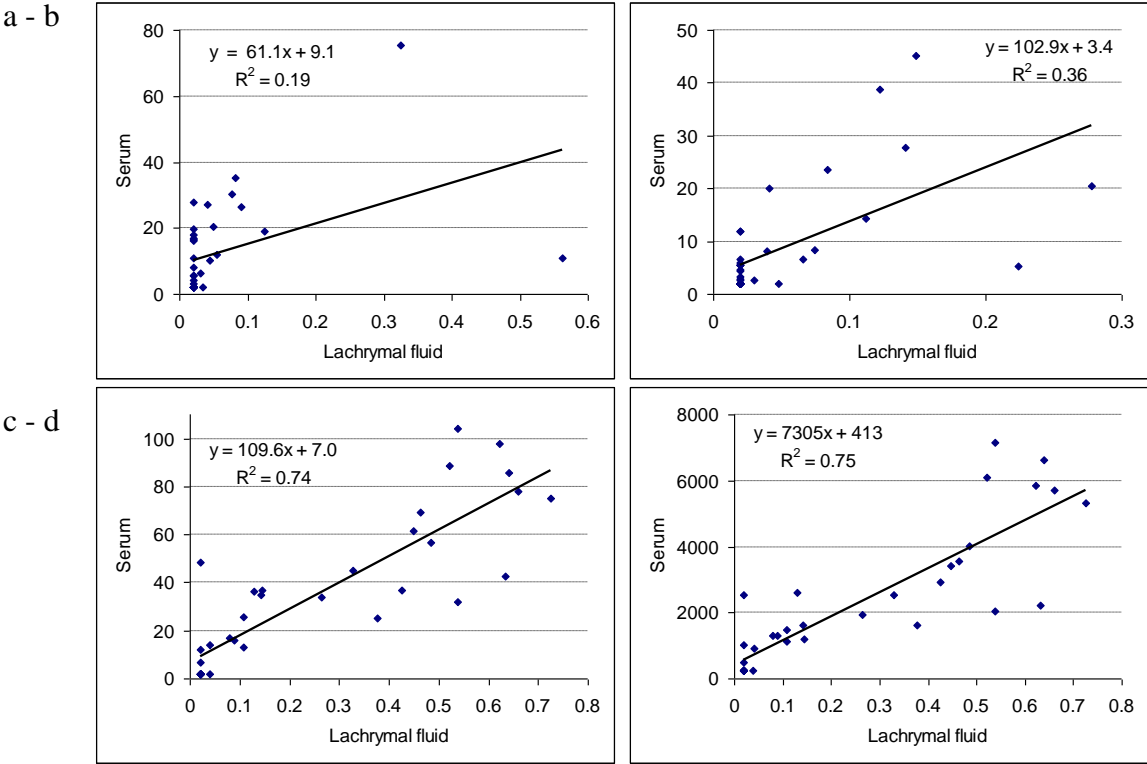 a - b
80
60
40
20
0
Serum
y = 61.1x + 9.1
R² = 0.19
0 0.1 0.2 0.3 0.4 0.5 0.6
Lachrymal fluid
50
40
30
20
10
0
Serum
y = 102.9x + 3.4
R² = 0.36
0 0.1 0.2 0.3
Lachrymal fluid
c - d
100
80
60
40
20
0
Serum
y = 109.6x + 7.0
R² = 0.74
0 0.1 0.2 0.3 0.4 0.5 0.6 0.7 0.8
Lachrymal fluid
8000
6000
4000
2000
0
Serum
y = 7305x + 413
R² = 0.75
0 0.1 0.2 0.3 0.4 0.5 0.6 0.7 0.8
Lachrymal fluid